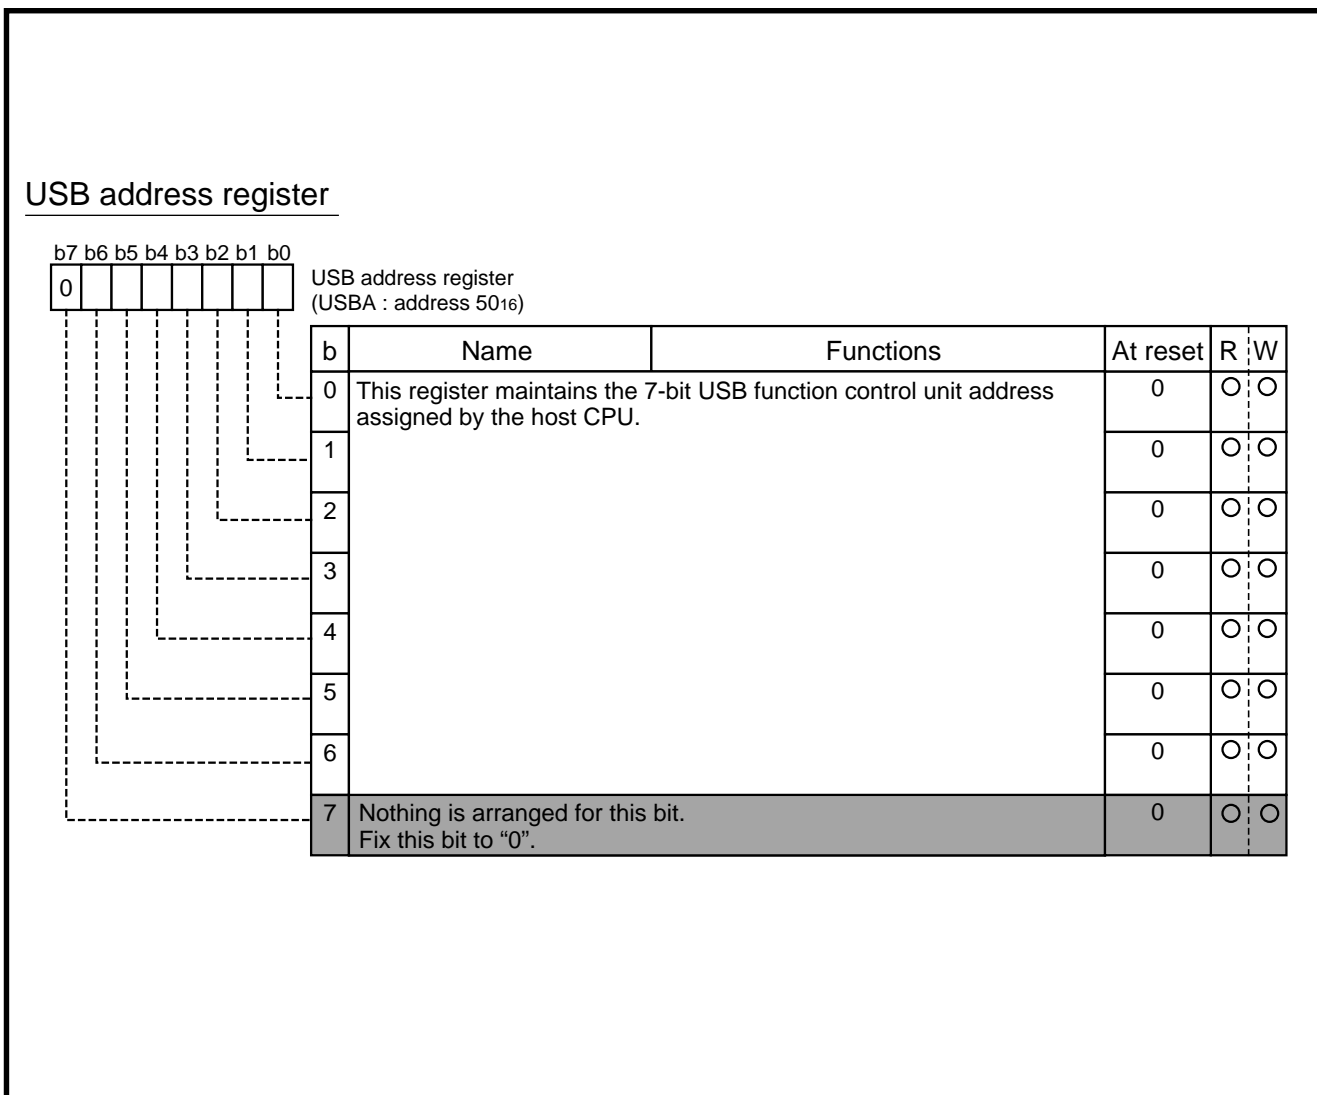 USB address register
b7 b6 b5 b4 b3 b2 b1 b0
0
USB address register
(USBA : address 5016)
b Name Functions At reset R W
0 This register maintains the 7-bit USB function control unit address 0 ○ ○
assigned by the host CPU.
1 0 ○ ○
2 0 ○ ○
3 0 ○ ○
4 0 ○ ○
5 0 ○ ○
6 0 ○ ○
7 Nothing is arranged for this bit. 0 ○ ○
Fix this bit to “0”.